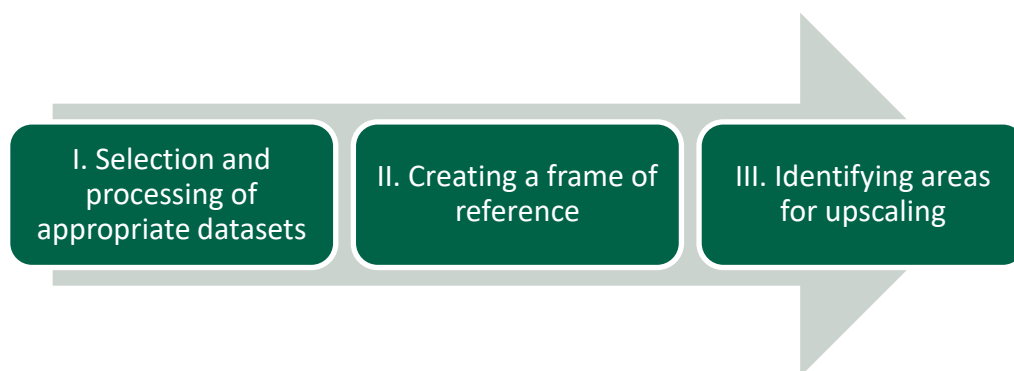 I. Selection and
processing of
appropriate datasets
II. Creating a frame of
reference
III. Identifying areas
for upscaling